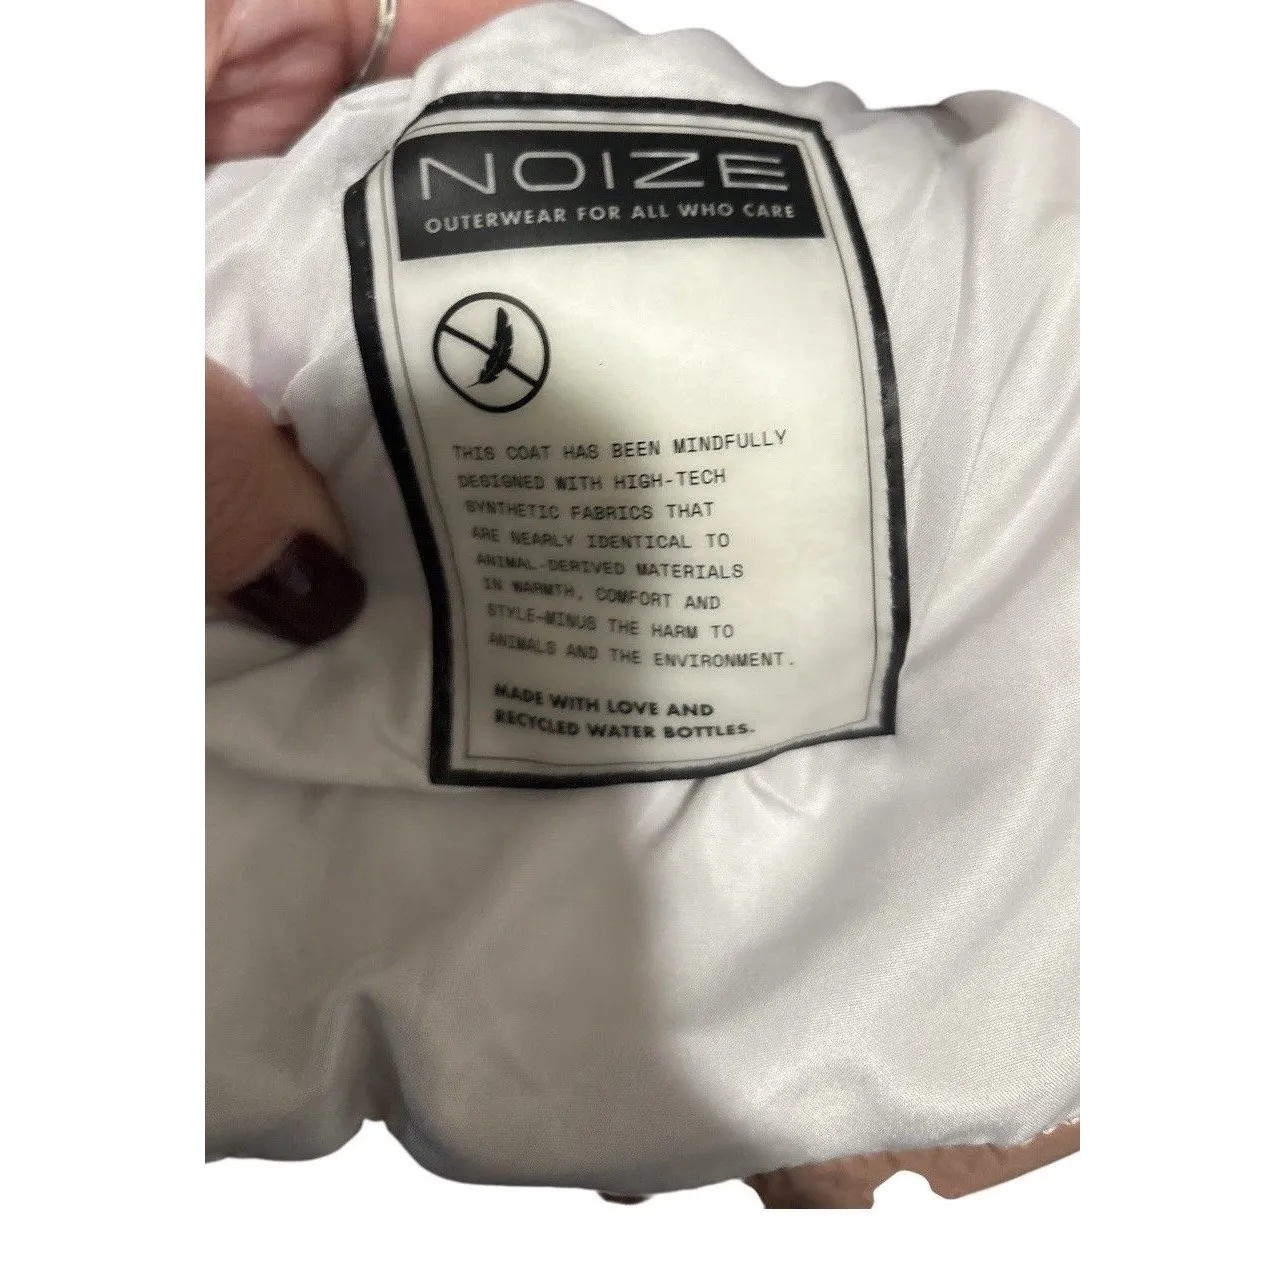 NOIZE
OUTERWEAR FOR ALL WHO CARE
THIS COAT HAS BEEN MINDFULLY
DESIGNED WITH HIGH-TECH
SYNTHETIC FABRICS THAT
ARE NEARLY IDENTICAL TO
ANIMAL-DERIVED MATERIALS
IN WARMTH, COMFORT AND
STYLE—MINUS THE HARM TO
ANIMALS AND THE ENVIRONMENT.
MADE WITH LOVE AND
RECYCLED WATER BOTTLES.